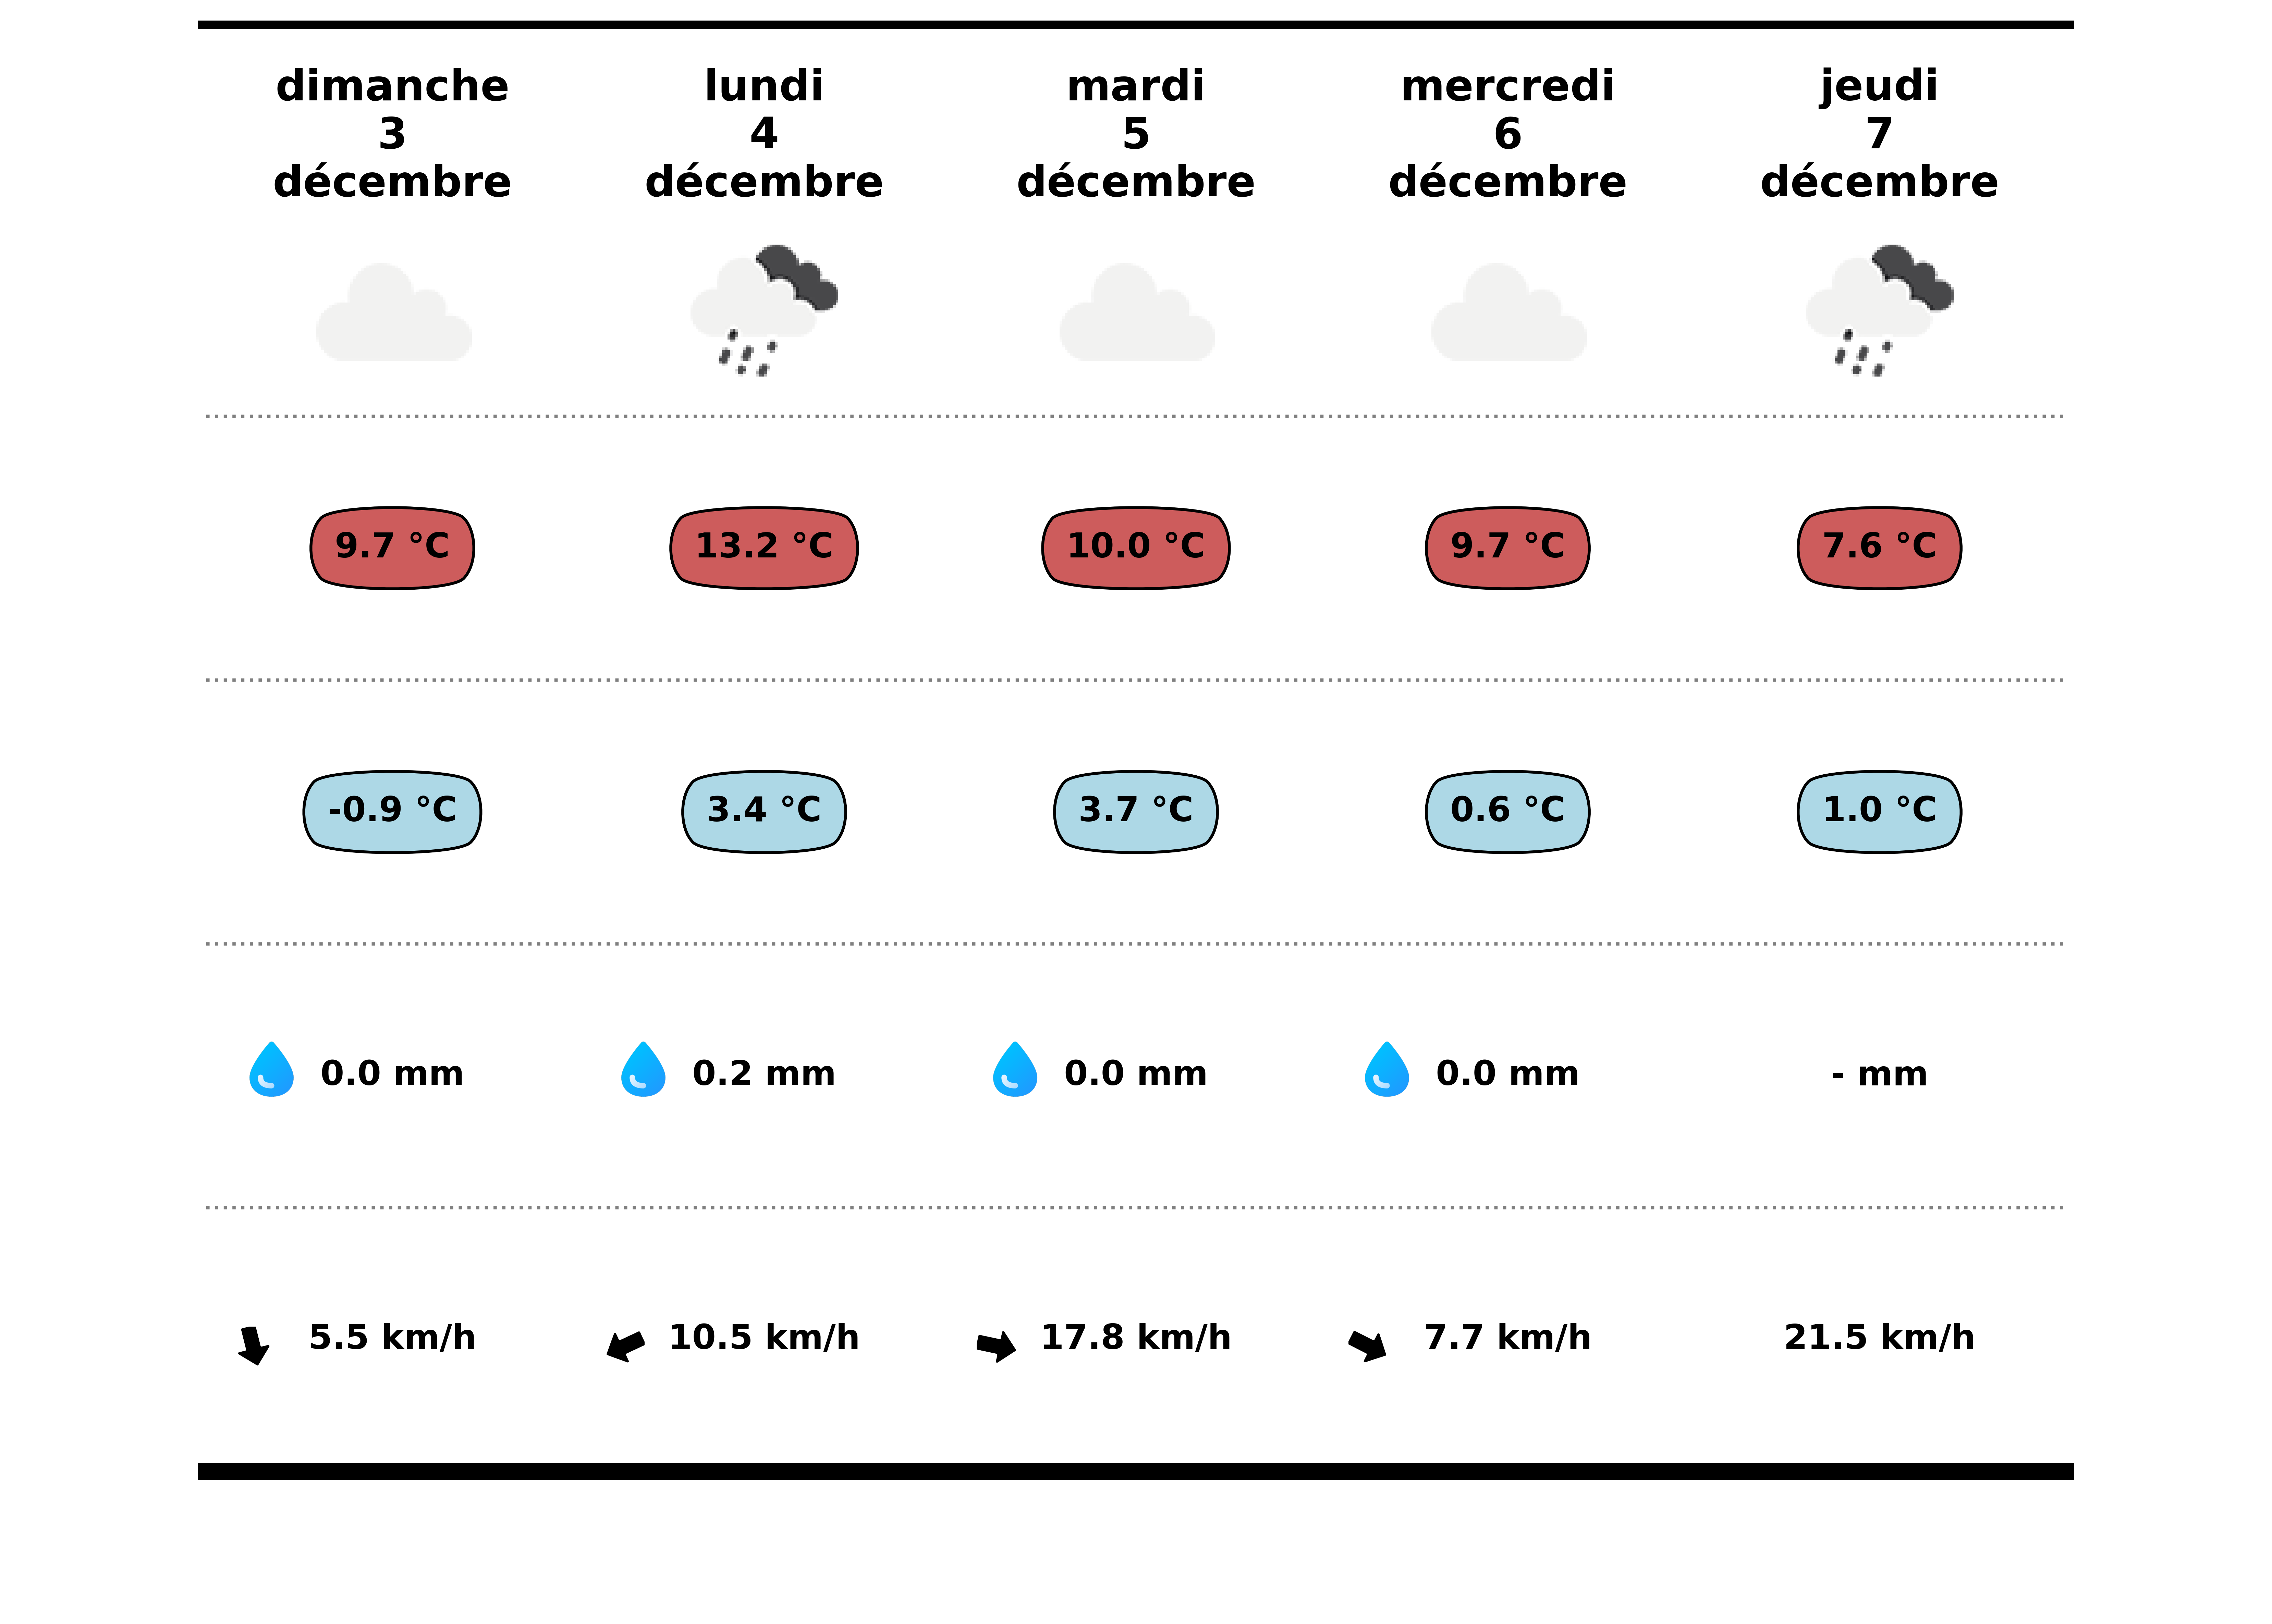 dimanche
3
décembre
lundi
4
décembre
mardi
5
décembre
mercredi
6
décembre
jeudi
7
décembre
9.7 °C
13.2 °C
10.0 °C
9.7 °C
7.6 °C
-0.9 °C
3.4 °C
3.7 °C
0.6 °C
1.0 °C
0.0 mm
0.2 mm
0.0 mm
0.0 mm
- mm
5.5 km/h
10.5 km/h
17.8 km/h
7.7 km/h
21.5 km/h